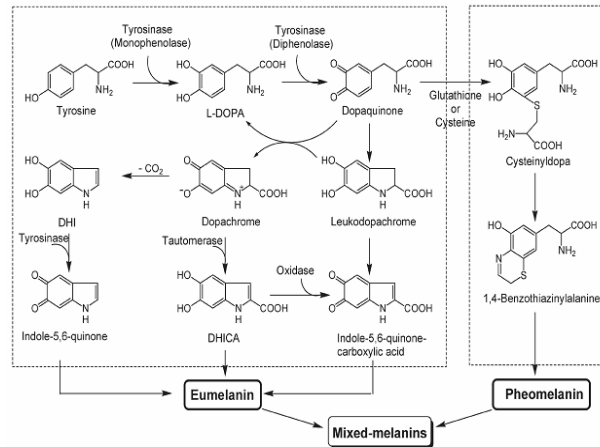 Tyrosinase
(Monophenolase)
Tyrosinase
(Diphenolase)
COOH
NH2
HO
Tyrosine
HO
HO
COOH
NH2
L-DOPA
O
O
COOH
NH2
Dopaquinone
Glutathione
or
Cysteine
HO
HO
COOH
NH2
S
H2N
COOH
Cysteinyldopa
HO
HO
N
H
DHI
- CO2
O
-O
N+
H
COOH
Dopachrome
HO
HO
N
H
COOH
Leukodopachrome
Tyrosinase
Tautomerase
Oxidase
O
O
N
H
Indole-5,6-quinone
HO
HO
N
H
COOH
DHICA
O
O
N
H
COOH
Indole-5,6-quinone-
carboxylic acid
OH
COOH
NH2
N
S
1,4-Benzothiazinylalanine
Eumelanin
Pheomelanin
Mixed-melanins